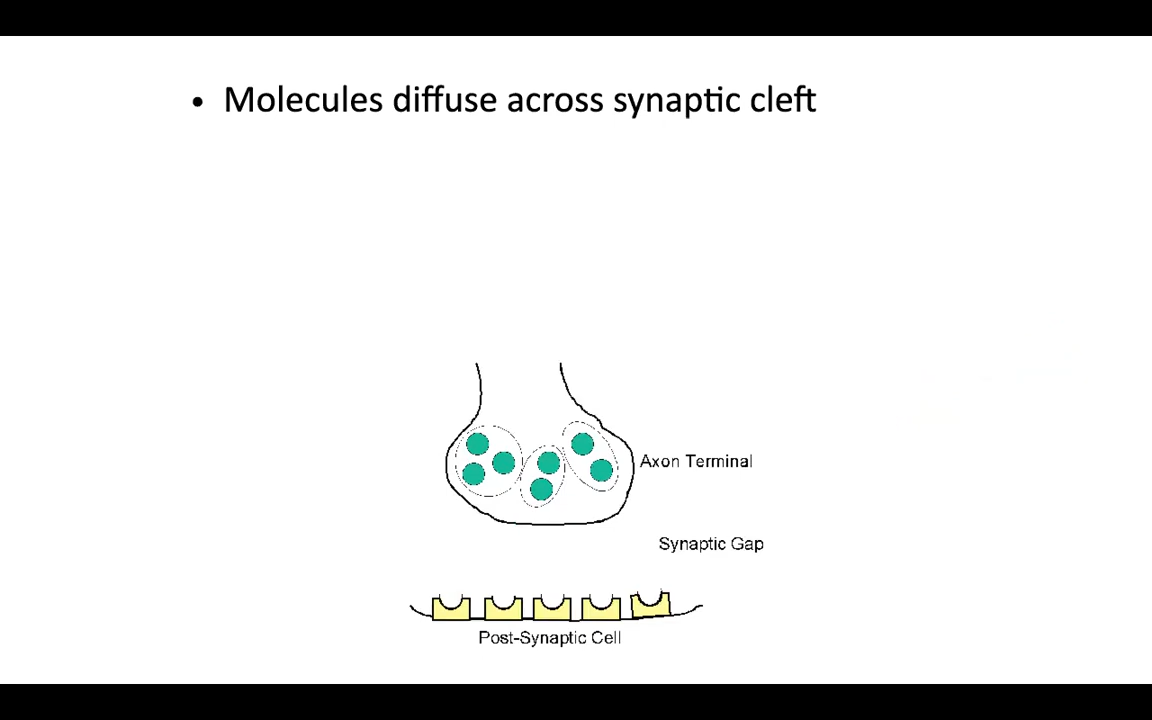 • Molecules diffuse across synaptic cleft
Axon Terminal
Synaptic Gap
Post-Synaptic Cell